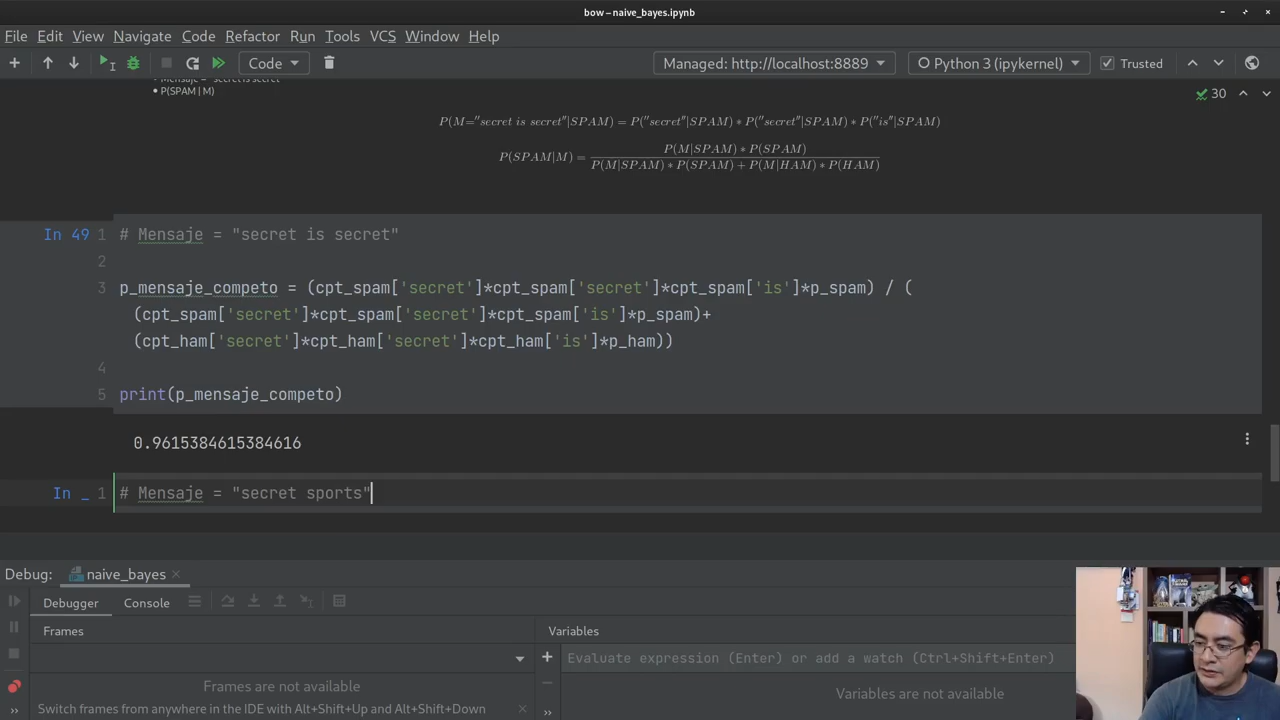 bow – naive_bayes.ipynb
File Edit View Navigate Code Refactor Run Tools VCS Window Help
Code Managed: http://localhost:8889 Python 3 (ipykernel) Trusted
Mensaje = "secret is secret"
• P(SPAM | M)
30
P(M="secret is secret"|SPAM) = P("secret"|SPAM) * P("secret"|SPAM) * P("is"|SPAM)
P(SPAM|M) = P(M|SPAM) * P(SPAM)
P(M|SPAM) * P(SPAM) + P(M|HAM) * P(HAM)
In 49 1 # Mensaje = "secret is secret"
2
3 p_mensaje_competo = (cpt_spam['secret']*cpt_spam['secret']*cpt_spam['is']*p_spam) / (
(cpt_spam['secret']*cpt_spam['secret']*cpt_spam['is']*p_spam)+
(cpt_ham['secret']*cpt_ham['secret']*cpt_ham['is']*p_ham))
4
5 print(p_mensaje_competo)
0.9615384615384616
In _ 1 # Mensaje = "secret sports"
Debug: naive_bayes
Debugger Console
Frames Variables
Evaluate expression (Enter) or add a watch (Ctrl+Shift+Enter)
Frames are not available
Variables are not available
Switch frames from anywhere in the IDE with Alt+Shift+Up and Alt+Shift+Down